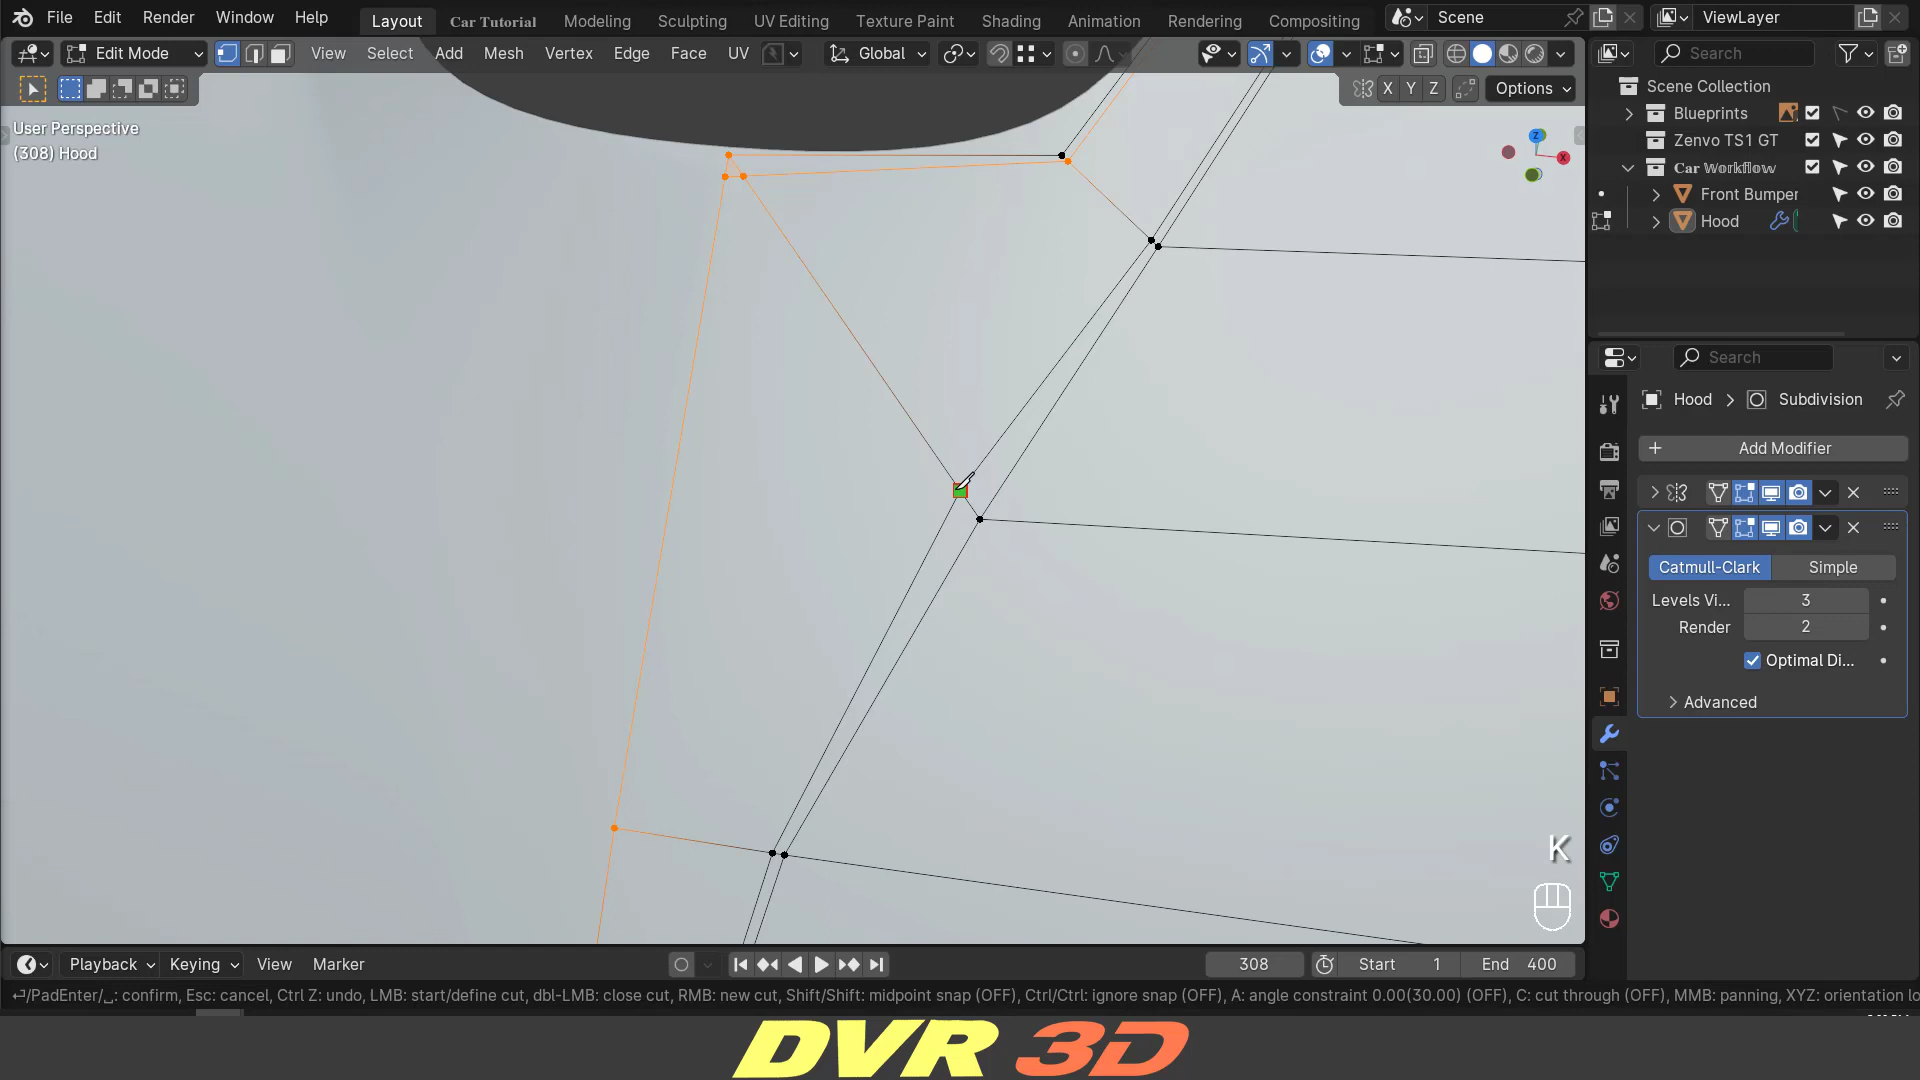 File Edit Render Window Help Layout Car Tutorial Modeling Sculpting UV Editing Texture Paint Shading Animation Rendering Compositing Scene ViewLayer
Edit Mode View Select Add Mesh Vertex Edge Face UV Global Search
X Y Z Options
User Perspective
(308) Hood
Z
X
Scene Collection
Blueprints
Zenvo TS1 GT
Car Workflow
Front Bumper
Hood
Search
Hood > Subdivision
+ Add Modifier
Catmull-Clark Simple
Levels Vi... 3
Render 2
Optimal Di...
Advanced
K
Playback Keying View Marker 308 Start 1 End 400
⏎/PadEnter/␣: confirm, Esc: cancel, Ctrl Z: undo, LMB: start/define cut, dbl-LMB: close cut, RMB: new cut, Shift/Shift: midpoint snap (OFF), Ctrl/Ctrl: ignore snap (OFF), A: angle constraint 0.00(30.00) (OFF), C: cut through (OFF), MMB: panning, XYZ: orientation lo
DVR 3D